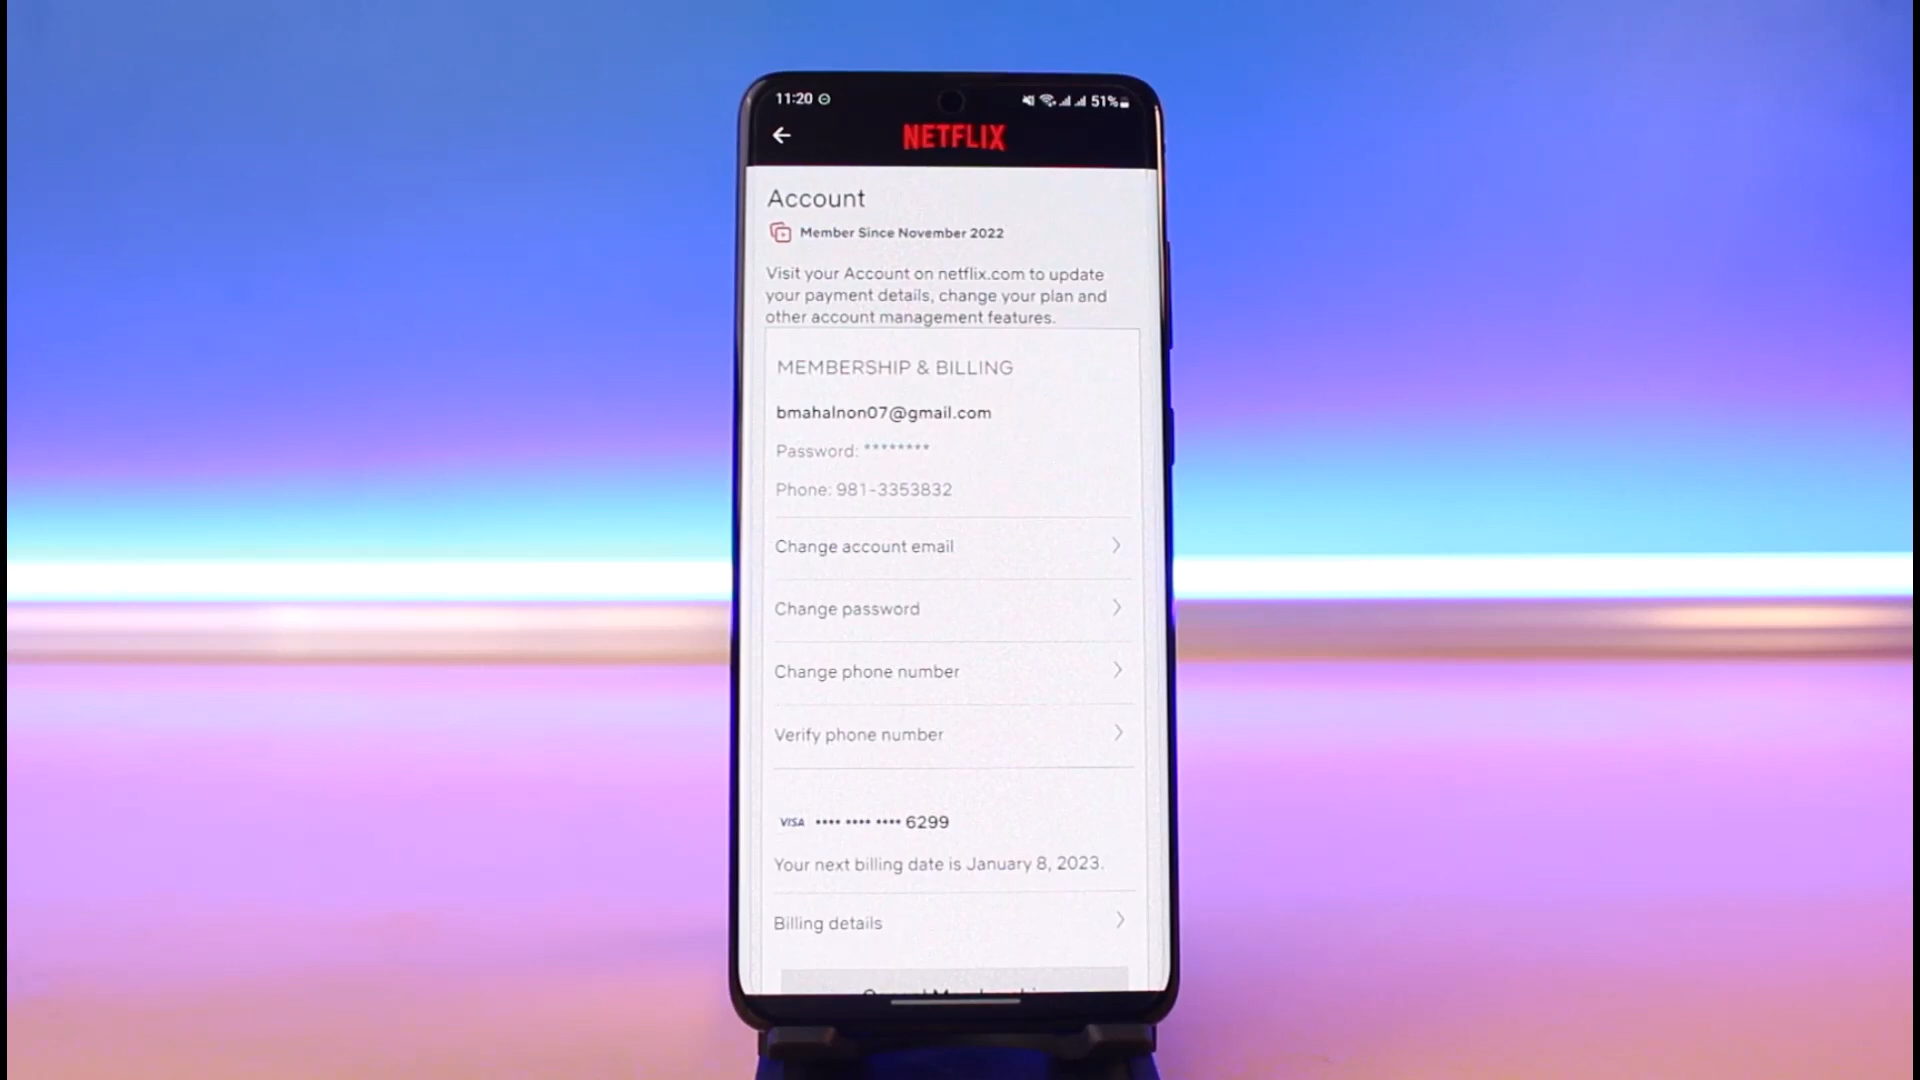 11:20
51%
NETFLIX
Account
Member Since November 2022
Visit your Account on netflix.com to update
your payment details, change your plan and
other account management features.
MEMBERSHIP & BILLING
bmahalnon07@gmail.com
Password: ********
Phone: 981-3353832
Change account email
Change password
Change phone number
Verify phone number
VISA •••• •••• •••• 6299
Your next billing date is January 8, 2023.
Billing details